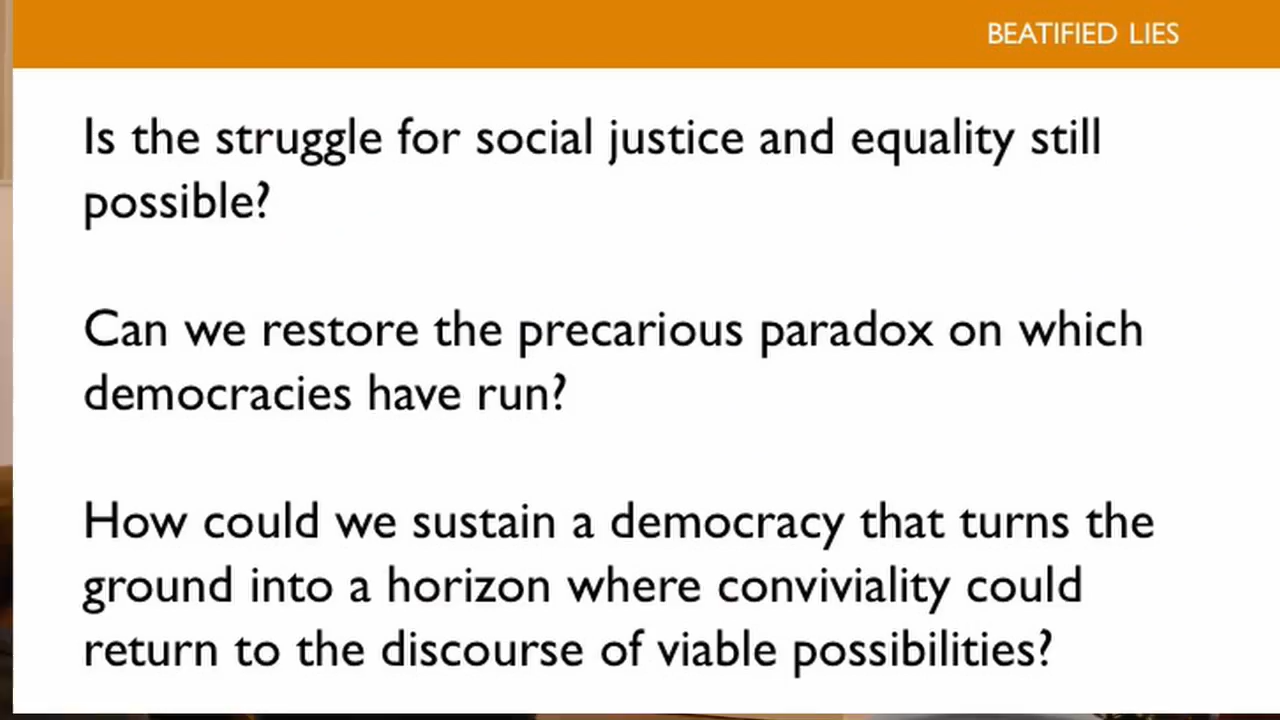 BEATIFIED LIES
Is the struggle for social justice and equality still
possible?
Can we restore the precarious paradox on which
democracies have run?
How could we sustain a democracy that turns the
ground into a horizon where conviviality could
return to the discourse of viable possibilities?